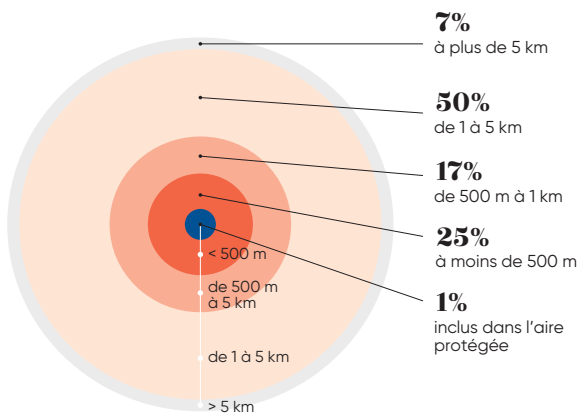 7%
à plus de 5 km
50%
de 1 à 5 km
17%
de 500 m à 1 km
25%
à moins de 500 m
1%
inclus dans l'aire
protégée
< 500 m
de 500 m
à 5 km
de 1 à 5 km
> 5 km